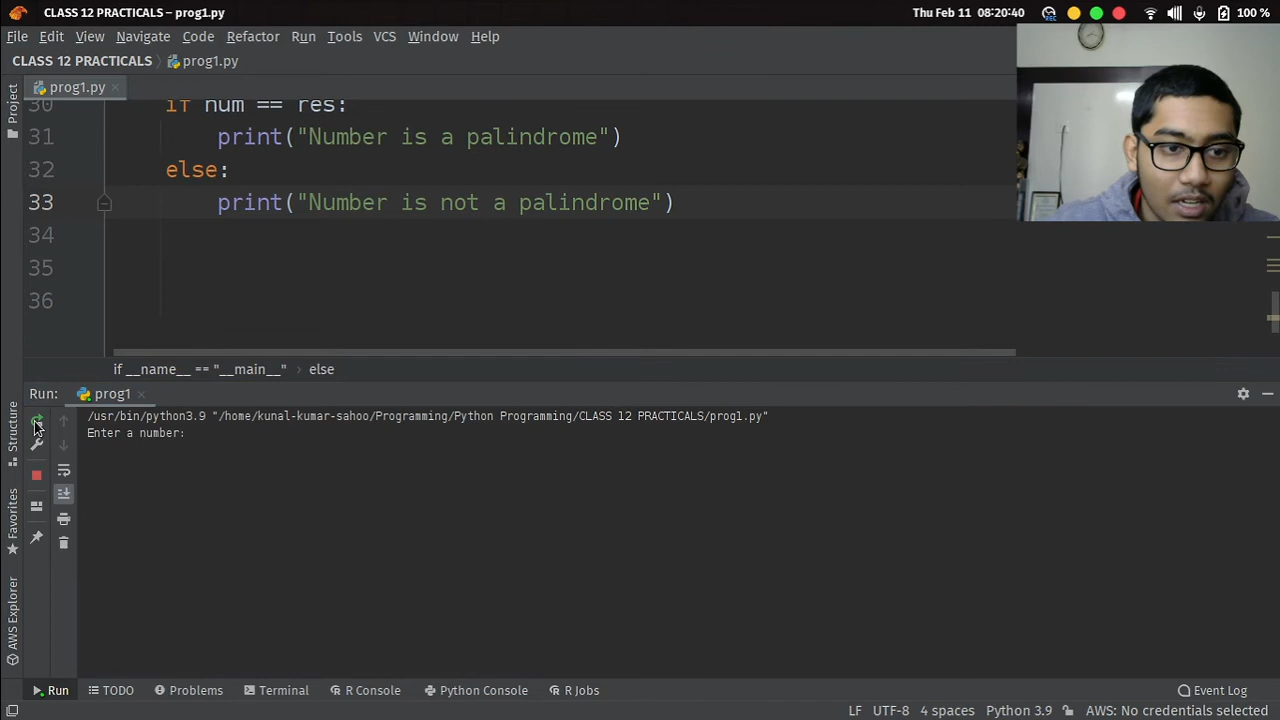 CLASS 12 PRACTICALS – prog1.py
Thu Feb 11 08:20:40
REC
100 %
File Edit View Navigate Code Refactor Run Tools VCS Window Help
CLASS 12 PRACTICALS prog1.py
Project
prog1.py
30 if num == res:
31 print("Number is a palindrome")
32 else:
33 print("Number is not a palindrome")
34
35
36
if __name__ == "__main__" else
Run: prog1
/usr/bin/python3.9 "/home/kunal-kumar-sahoo/Programming/Python Programming/CLASS 12 PRACTICALS/prog1.py"
Enter a number:
Structure
Favorites
AWS Explorer
Run TODO Problems Terminal R Console Python Console R Jobs Event Log
LF UTF-8 4 spaces Python 3.9 AWS: No credentials selected